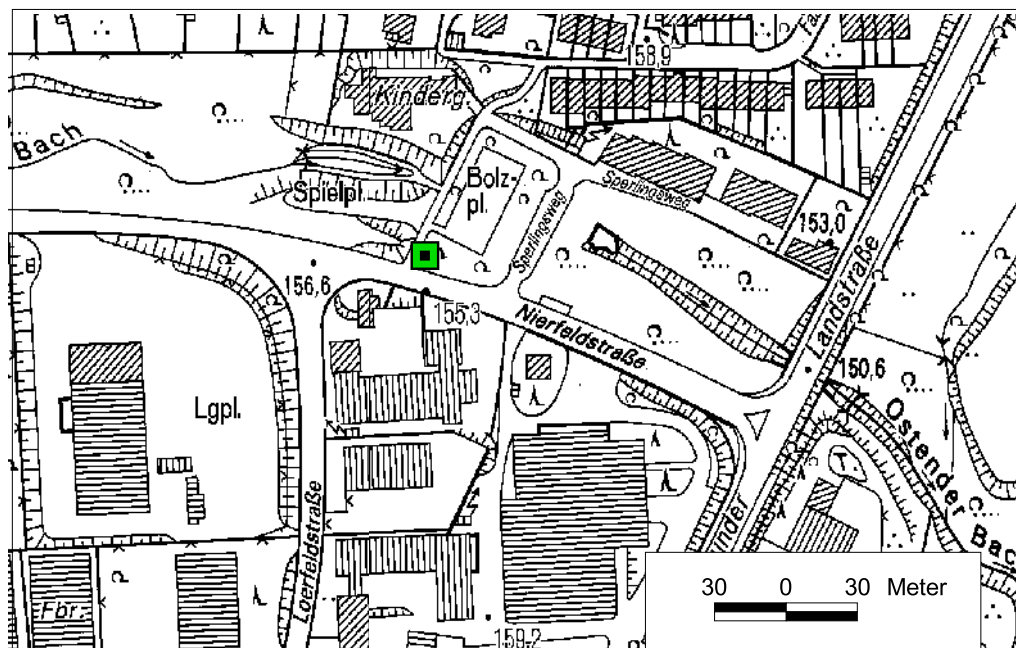 158,9
Kinderg.
Bach
Bolz-
pl.
Spielpl.
Sperlingsweg
Sperlingsweg
153,0
156,6
155,3
Nierfeldstraße
Landstraße
150,6
Lgpl.
Ostender Bac
T.
inder
Loerfeldstraße
Fbr.
159,2
30 0 30 Meter